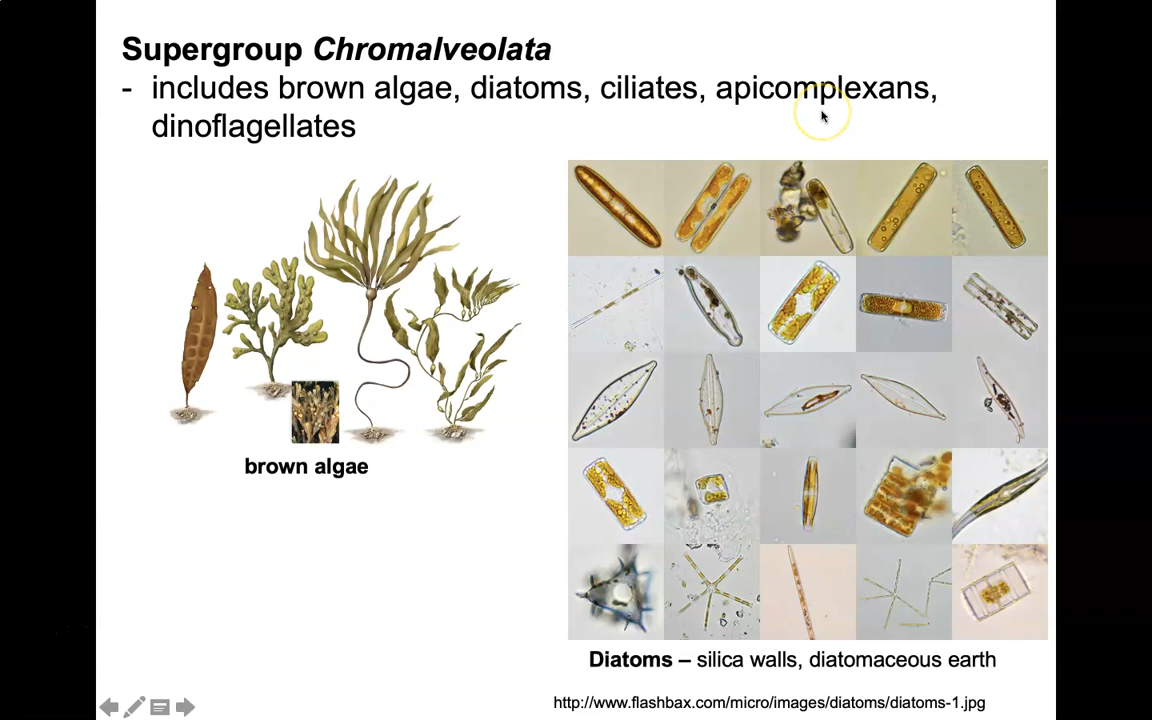 Supergroup Chromalveolata
- includes brown algae, diatoms, ciliates, apicomplexans,
dinoflagellates
brown algae
Diatoms – silica walls, diatomaceous earth
http://www.flashbax.com/micro/images/diatoms/diatoms-1.jpg